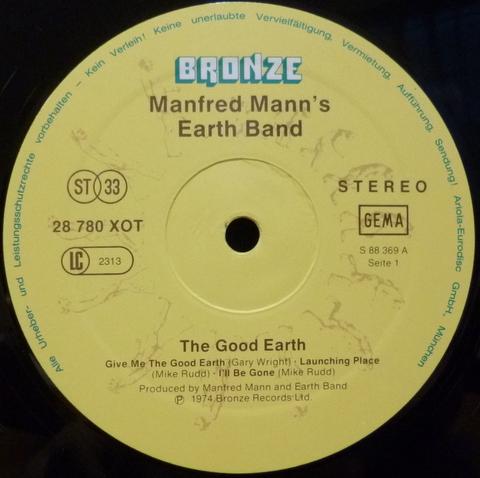 Alle Urheber- und Leistungsschutzrechte vorbehalten – Kein Verleih! Keine unerlaubte Vervielfältigung, Vermietung, Aufführung, Sendung! Ariola-Eurodisc GmbH, München
BRONZE
Manfred Mann's
Earth Band
ST 33
STEREO
28 780 XOT
GEMA
LC 2313
S 88 369 A
Seite 1
The Good Earth
Give Me The Good Earth (Gary Wright) · Launching Place
(Mike Rudd) · I'll Be Gone (Mike Rudd)
Produced by Manfred Mann and Earth Band
℗ 1974 Bronze Records Ltd.